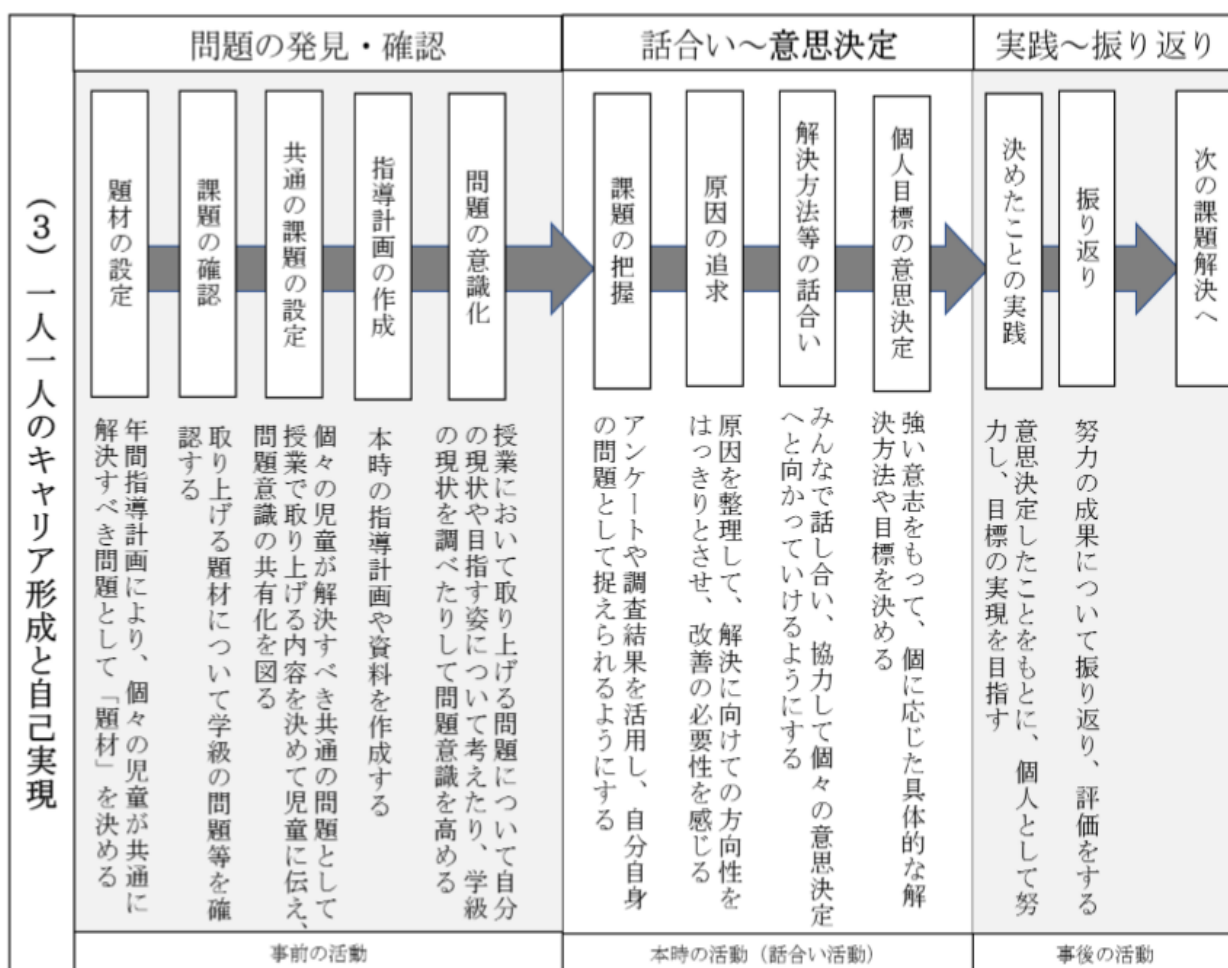 (3) 一人一人のキャリア形成と自己実現
問題の発見・確認
題材の設定
年間指導計画により、個々の児童が共通に
解決すべき問題として「題材」を決める
課題の確認
取り上げる題材について学級の問題等を確
認する
共通の課題の設定
個々の児童が解決すべき共通の問題として
授業で取り上げる内容を決めて児童に伝え、
問題意識の共有化を図る
指導計画の作成
本時の指導計画や資料を作成する
問題の意識化
授業において取り上げる問題について自分
の現状や目指す姿について考えたり、学級
の現状を調べたりして問題意識を高める
事前の活動
話合い～意思決定
課題の把握
アンケートや調査結果を活用し、自分自身
の問題として捉えられるようにする
原因の追求
原因を整理して、解決に向けての方向性を
はっきりとさせ、改善の必要性を感じる
解決方法等の話合い
みんなで話し合い、協力して個々の意思決定
へと向かっていけるようにする
個人目標の意思決定
強い意志をもって、個に応じた具体的な解
決方法や目標を決める
本時の活動（話合い活動）
実践～振り返り
決めたことの実践
意思決定したことをもとに、個人として努
力し、目標の実現を目指す
振り返り
努力の成果について振り返り、評価をする
次の課題解決へ
事後の活動